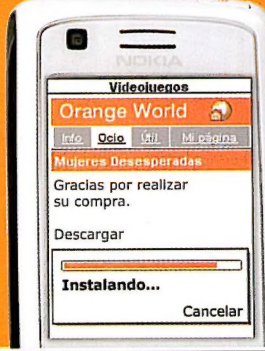 NOKIA
Videojuegos
Orange World
Info Ocio Útil Mi página
Mujeres Desesperadas
Gracias por realizar
su compra.
Descargar
Instalando...
Cancelar